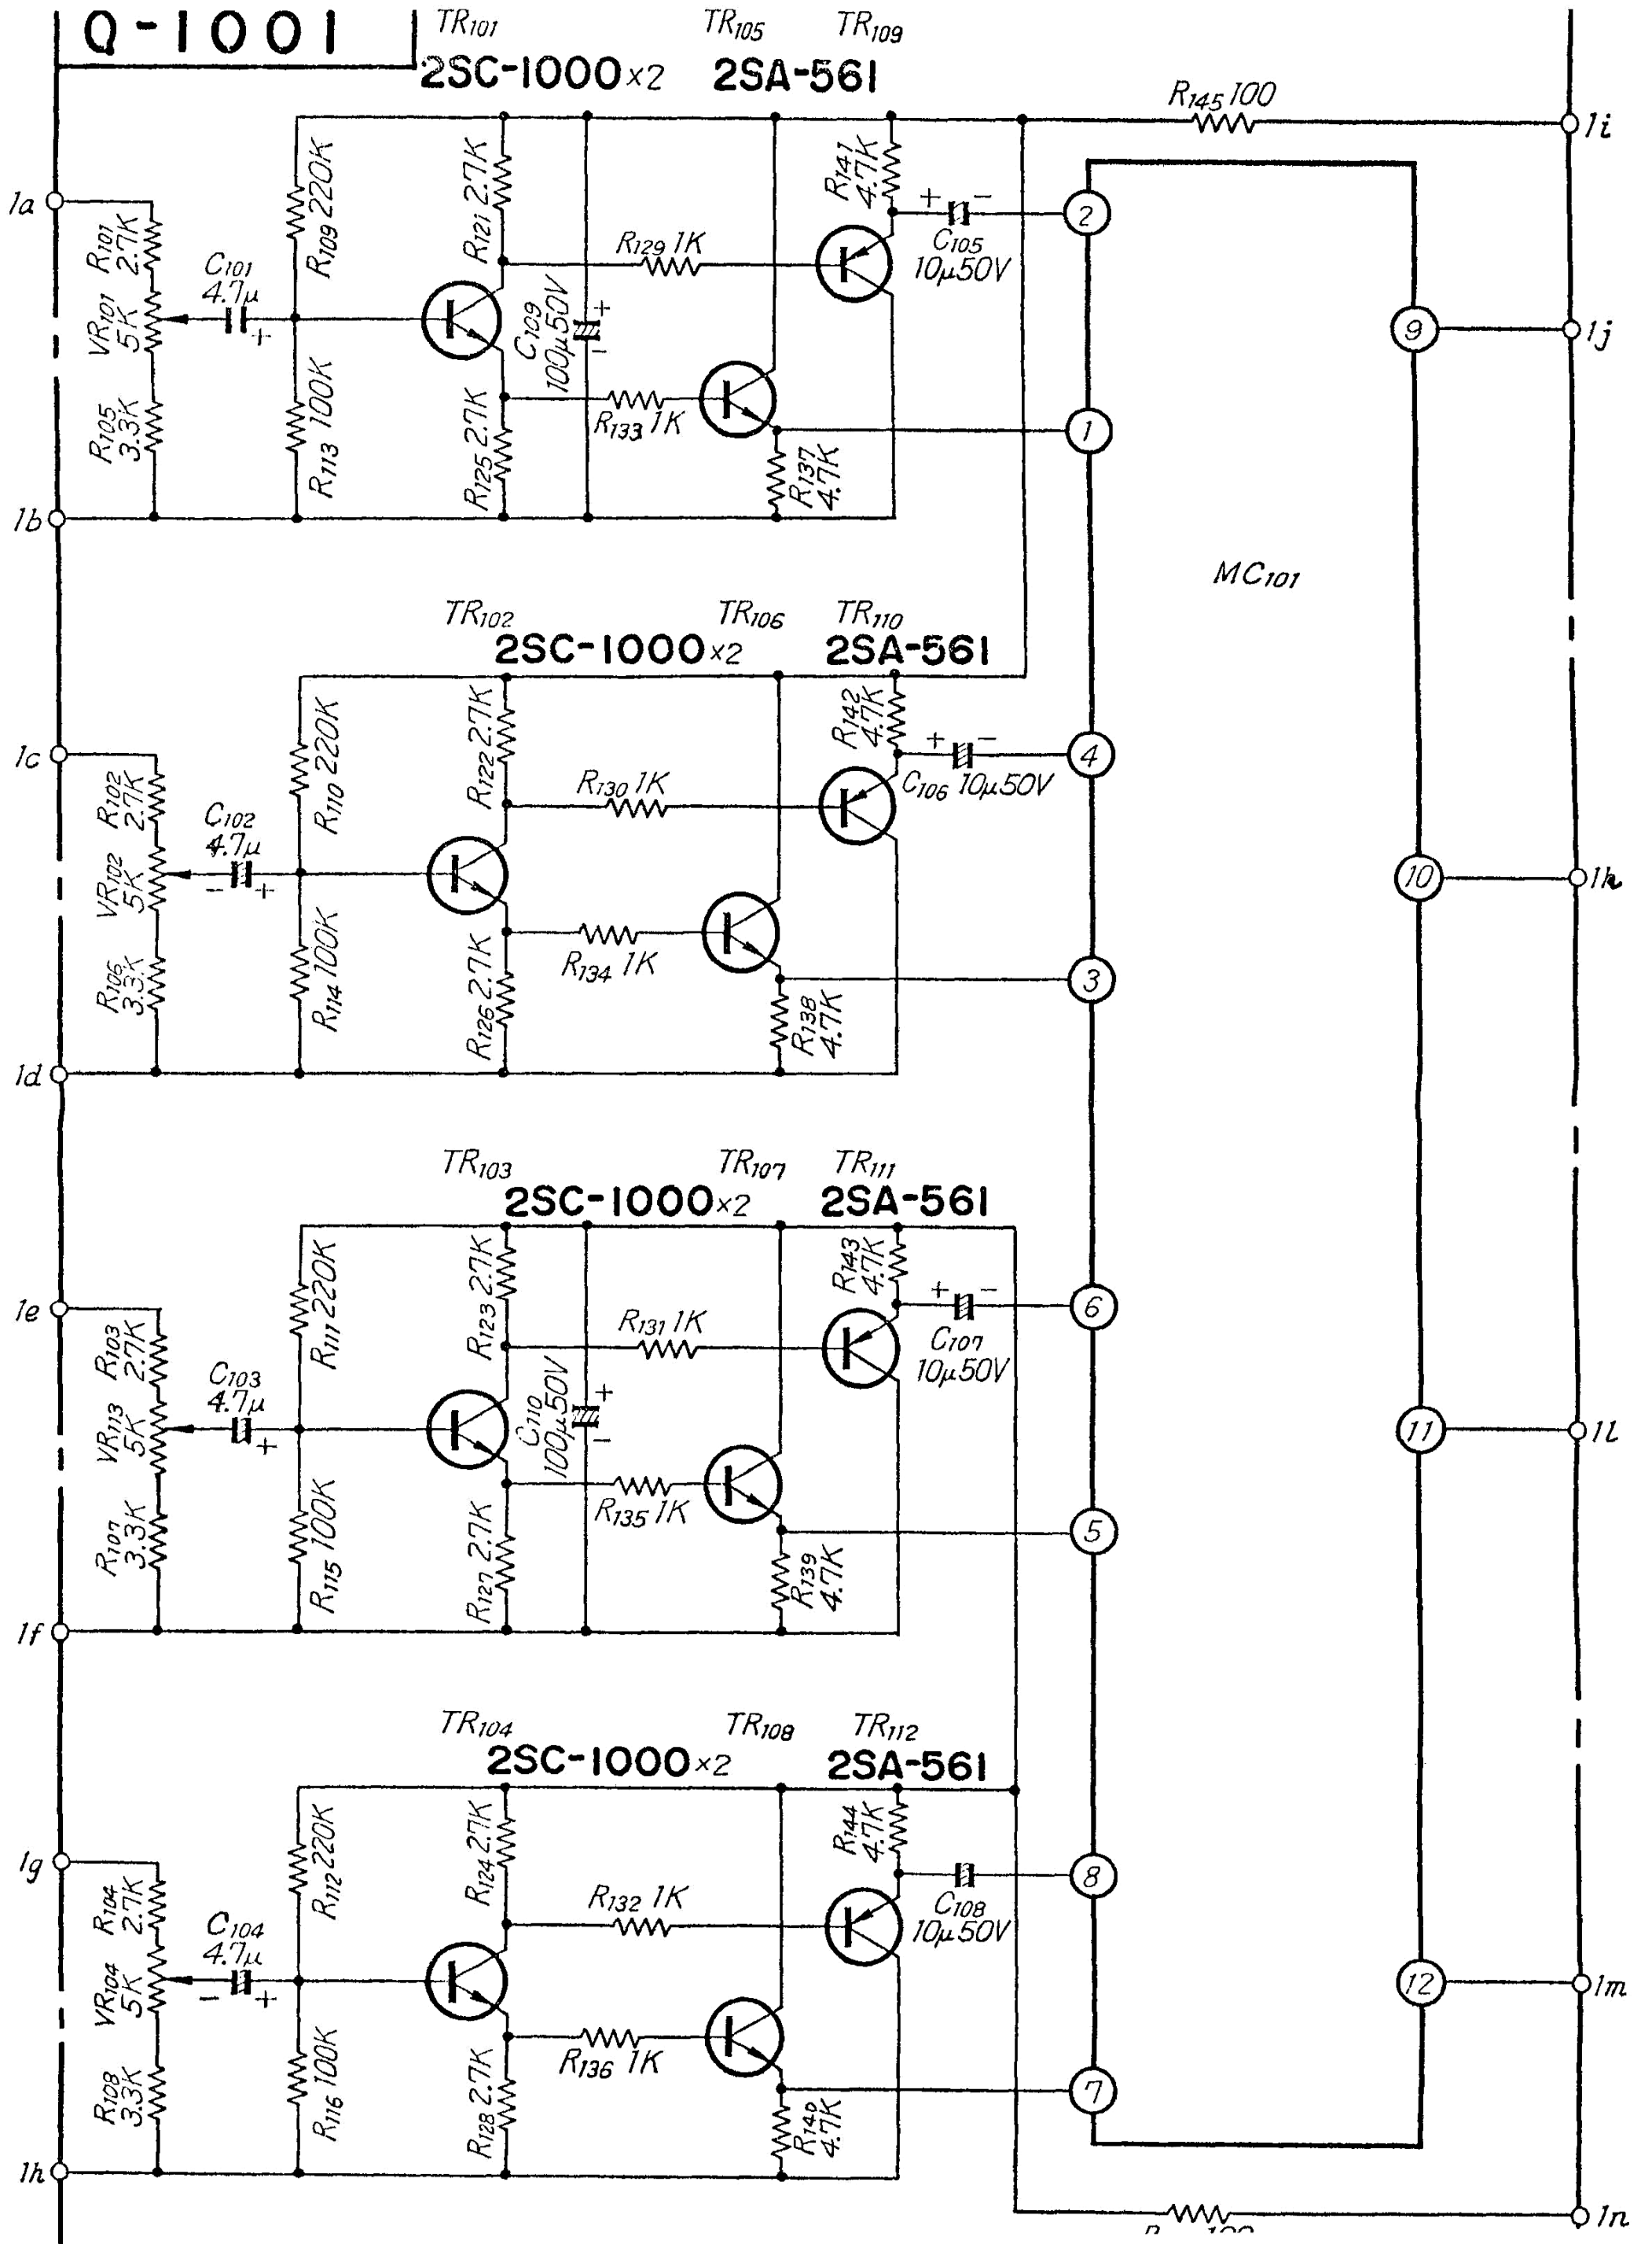 Q-1001
TR101
TR105
TR109
2SC-1000×2
2SA-561
R145 100
1i
1a
R101
2.7K
VR101
5K
R105
3.3K
C101
4.7μ
+
R109 220K
R113 100K
R121 2.7K
R125 2.7K
C109
100μ50V
+
-
R129 1K
R133 1K
R137
4.7K
R141
4.7K
+ -
C105
10μ50V
2
1
9
1j
1b
MC101
TR102
TR106
TR110
2SC-1000×2
2SA-561
1c
R102
2.7K
VR102
5K
R106
3.3K
C102
4.7μ
- +
R110 220K
R114 100K
R122 2.7K
R126 2.7K
R130 1K
R134 1K
R138
4.7K
R142
4.7K
+ -
C106 10μ50V
4
3
10
1k
1d
TR103
TR107
TR111
2SC-1000×2
2SA-561
1e
R103
2.7K
VR113
5K
R107
3.3K
C103
4.7μ
+
R111 220K
R115 100K
R123 2.7K
R127 2.7K
C110
100μ50V
+
-
R131 1K
R135 1K
R139
4.7K
R143
4.7K
+ -
C107
10μ50V
6
5
11
1l
1f
TR104
TR108
TR112
2SC-1000×2
2SA-561
1g
R104
2.7K
VR104
5K
R108
3.3K
C104
4.7μ
- +
R112 220K
R116 100K
R124 2.7K
R128 2.7K
R132 1K
R136 1K
R140
4.7K
R144
4.7K
C108
10μ50V
8
7
12
1m
1h
1n